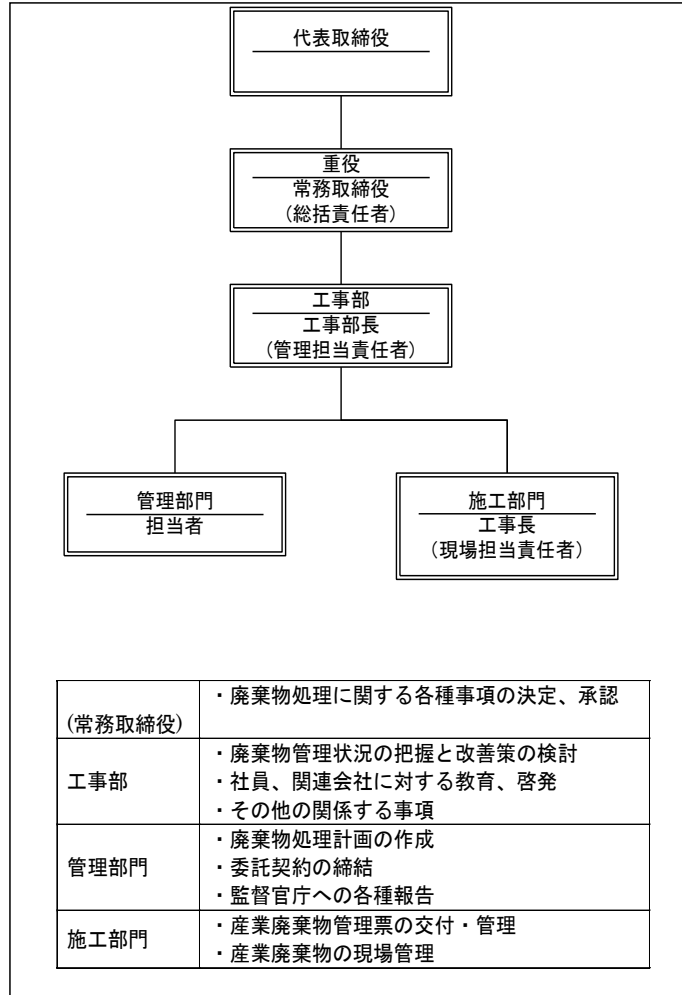 代表取締役
重役
常務取締役
(総括責任者)
工事部
工事部長
(管理担当責任者)
管理部門
担当者
施工部門
工事長
(現場担当責任者)
(常務取締役)
・廃棄物処理に関する各種事項の決定、承認
工事部
・廃棄物管理状況の把握と改善策の検討
・社員、関連会社に対する教育、啓発
・その他の関係する事項
管理部門
・廃棄物処理計画の作成
・委託契約の締結
・監督官庁への各種報告
施工部門
・産業廃棄物管理票の交付・管理
・産業廃棄物の現場管理